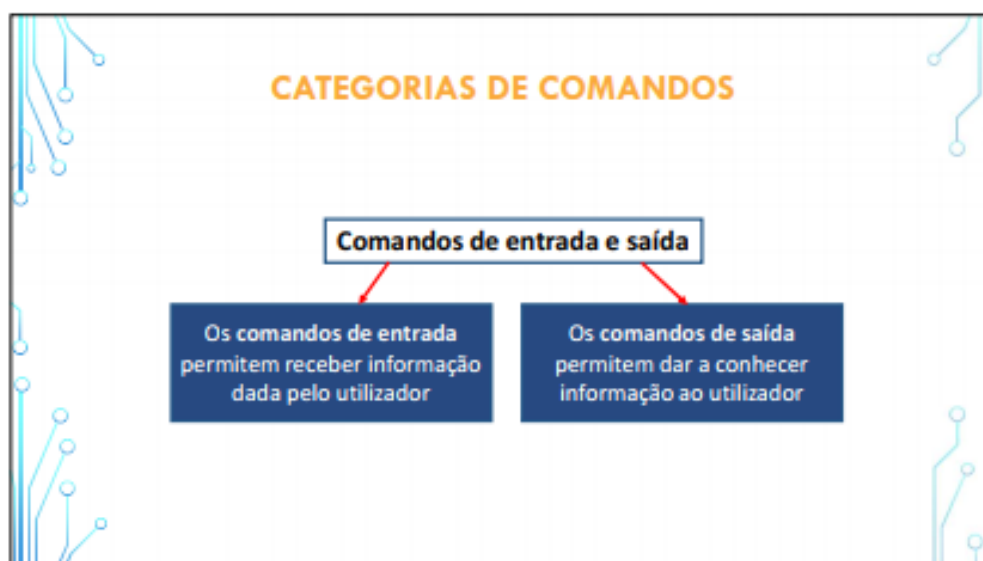 CATEGORIAS DE COMANDOS
Comandos de entrada e saída
Os comandos de entrada
permitem receber informação
dada pelo utilizador
Os comandos de saída
permitem dar a conhecer
informação ao utilizador